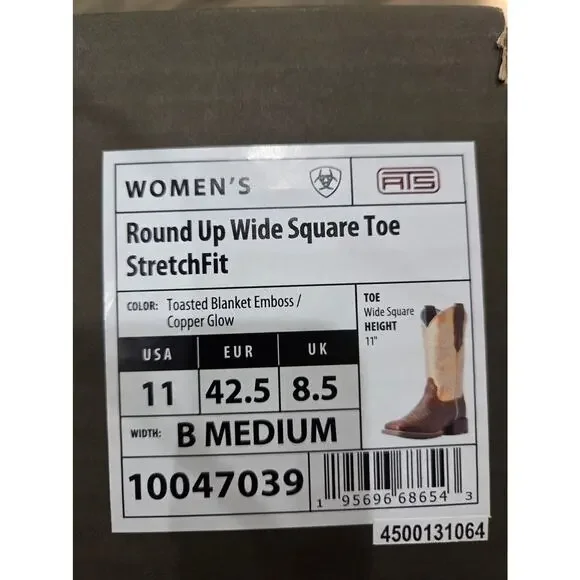 WOMEN'S
ATS
Round Up Wide Square Toe
StretchFit
COLOR: Toasted Blanket Emboss /
Copper Glow
TOE
Wide Square
HEIGHT
11"
USA EUR UK
11 42.5 8.5
WIDTH: B MEDIUM
10047039
1 95696 68654 3
4500131064